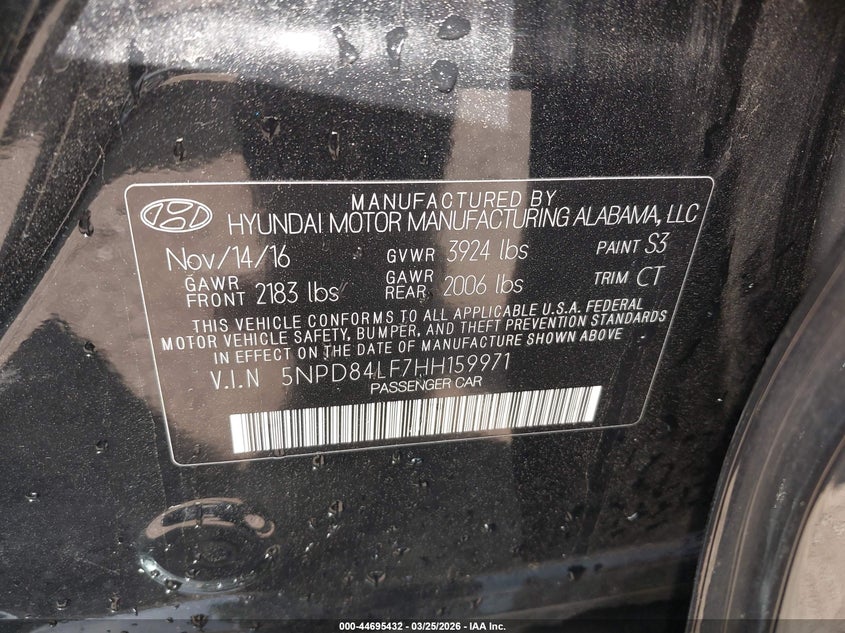 MANUFACTURED BY
HYUNDAI MOTOR MANUFACTURING ALABAMA, LLC
Nov/14/16 GVWR 3924 lbs PAINT S3
GAWR FRONT 2183 lbs GAWR REAR 2006 lbs TRIM CT
THIS VEHICLE CONFORMS TO ALL APPLICABLE U.S.A. FEDERAL
MOTOR VEHICLE SAFETY, BUMPER, AND THEFT PREVENTION STANDARDS
IN EFFECT ON THE DATE OF MANUFACTURE SHOWN ABOVE
V.I.N 5NPD84LF7HH159971
PASSENGER CAR
000-44695432 - 03/25/2026 - IAA Inc.